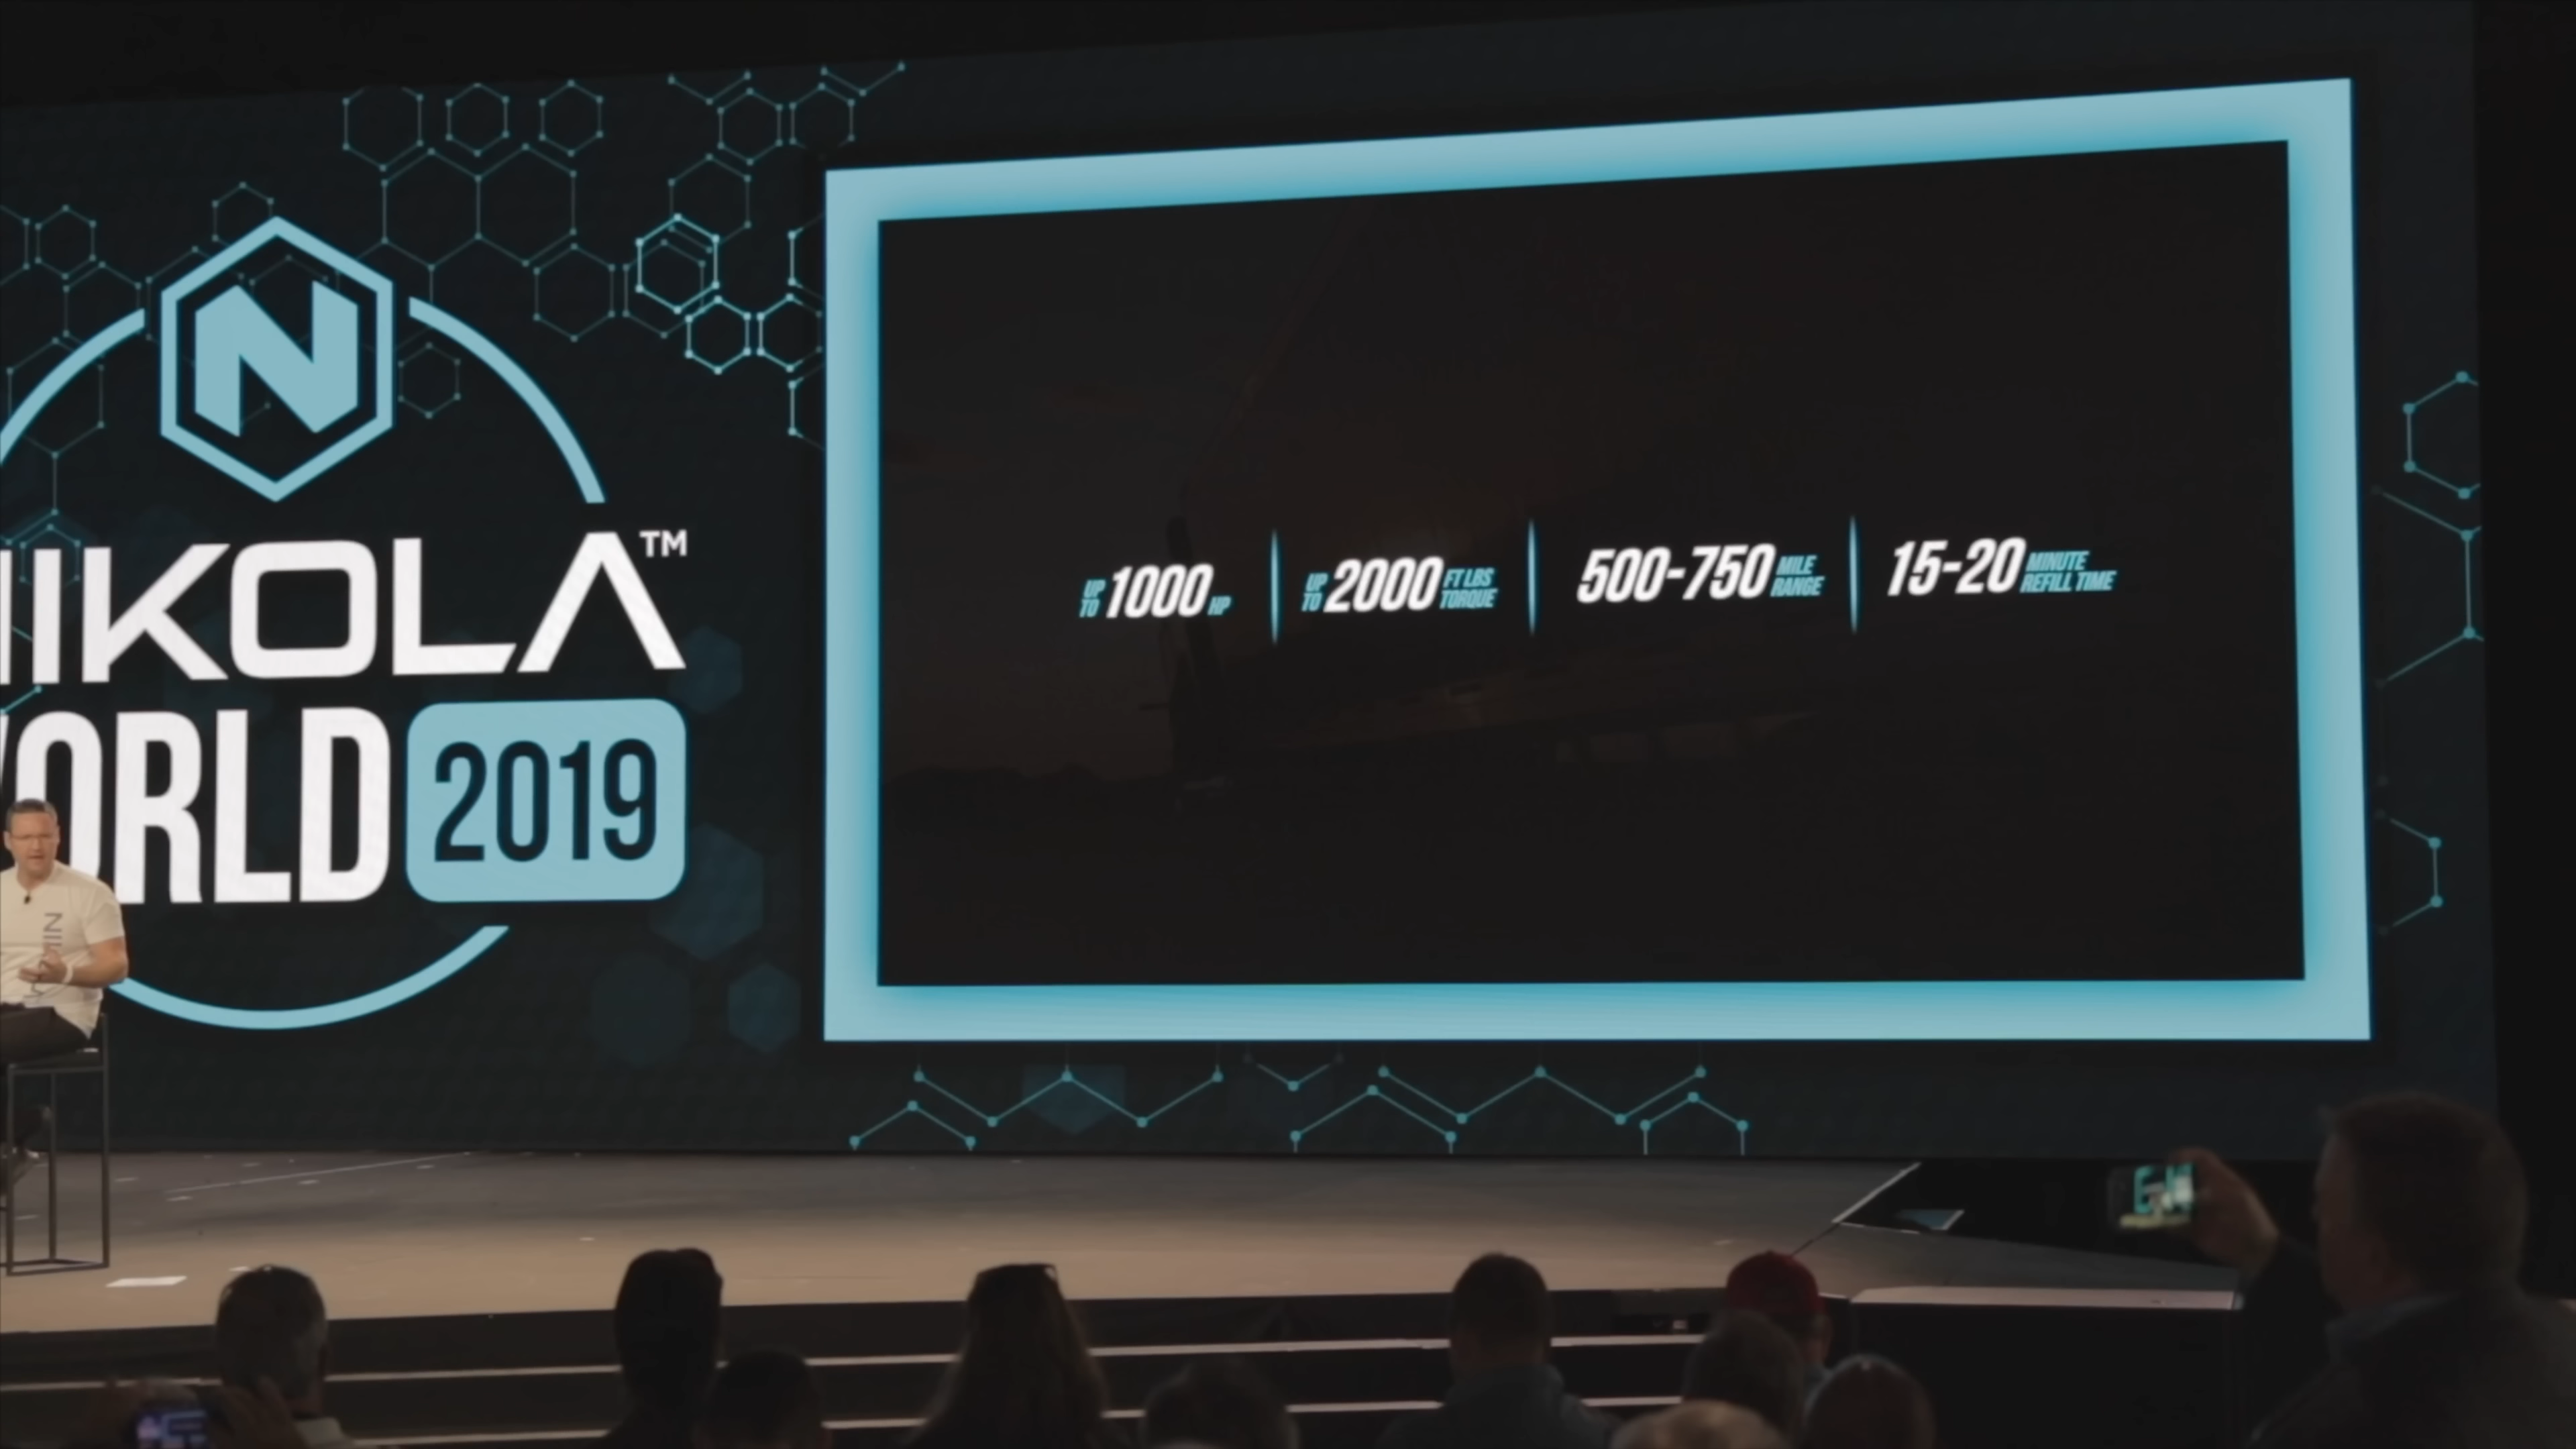 N
NIKOLA™
WORLD 2019
UP TO 1000 HP
UP TO 2000 FT LBS TORQUE
500-750 MILE RANGE
15-20 MINUTE REFILL TIME